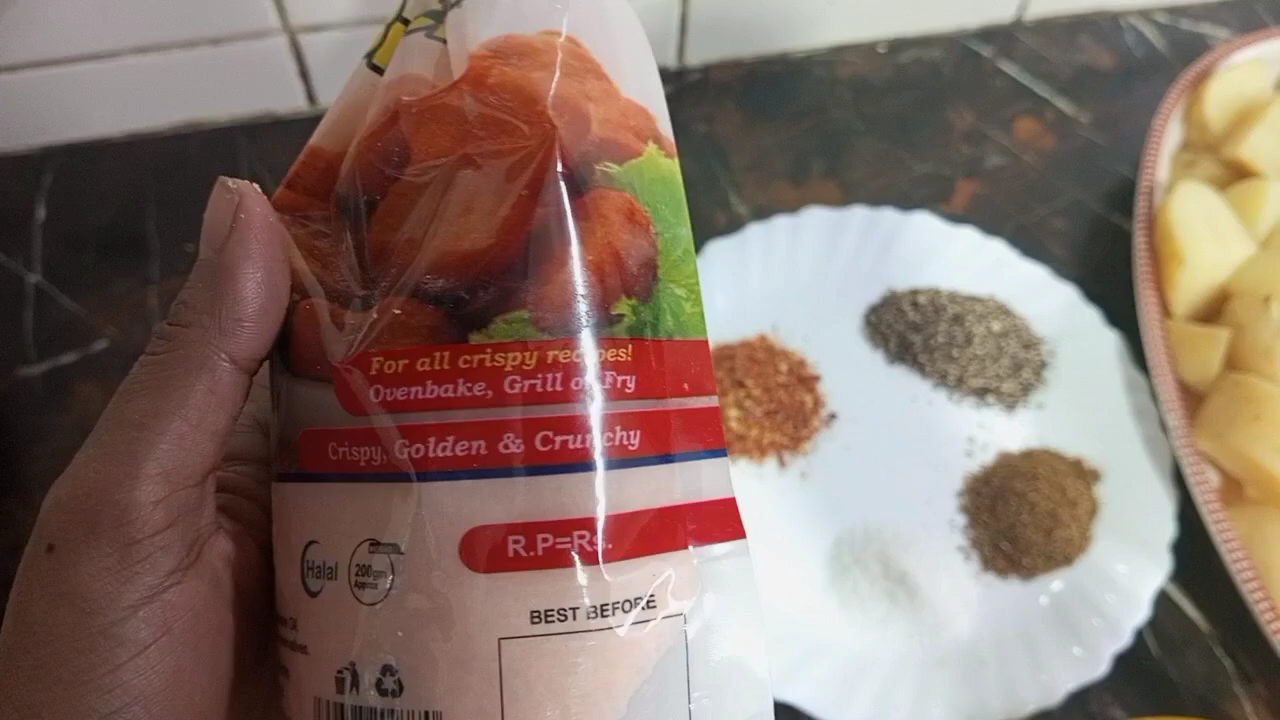 For all crispy recipes!
Ovenbake, Grill or Fry
Crispy, Golden & Crunchy
R.P=Rs.
Halal
200gm
Approx
BEST BEFORE